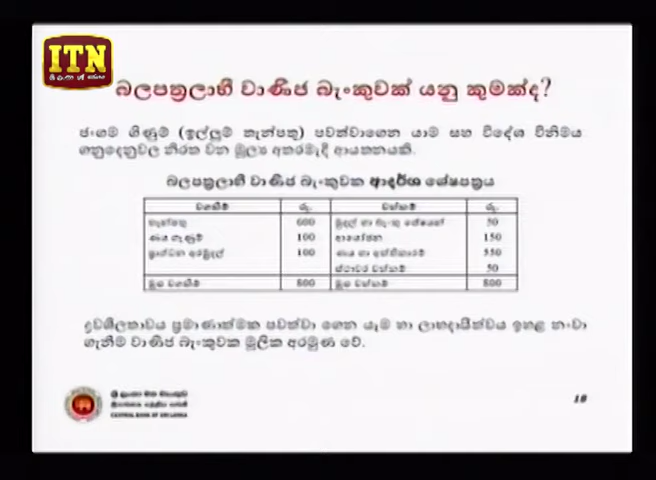 ITN
බලපත්‍රලාභී වාණිජ බැංකුවක් යනු කුමක්ද?
ජංගම ගිණුම් (ඉල්ලුම් තැන්පතු) පවත්වාගෙන යාම සහ විදේශ විනිමය
ගනුදෙනුවල නිරත වන මූල්‍ය අතරමැදි ආයතනයකි.
බලපත්‍රලාභී වාණිජ බැංකුවක ආදර්ශ ශේෂපත්‍රය
වගකීම් රු. වත්කම් රු.
තැන්පතු 600 මුදල් හා බැංකු ශේෂයන් 50
ණය ගැණුම් 100 ආයෝජන 150
ප්‍රාග්ධන අරමුදල් 100 ණය හා අත්තිකාරම් 550
ස්ථාවර වත්කම් 50
මුළු වගකීම් 800 මුළු වත්කම් 800
ද්‍රවශීලතාවය ප්‍රමාණාත්මක පවත්වා ගෙන යෑම හා ලාභදායීත්වය ඉහළ නංවා
ගැනීම වාණිජ බැංකුවක මූලික අරමුණ වේ.
ශ්‍රී ලංකා මහ බැංකුව
CENTRAL BANK OF SRI LANKA
10